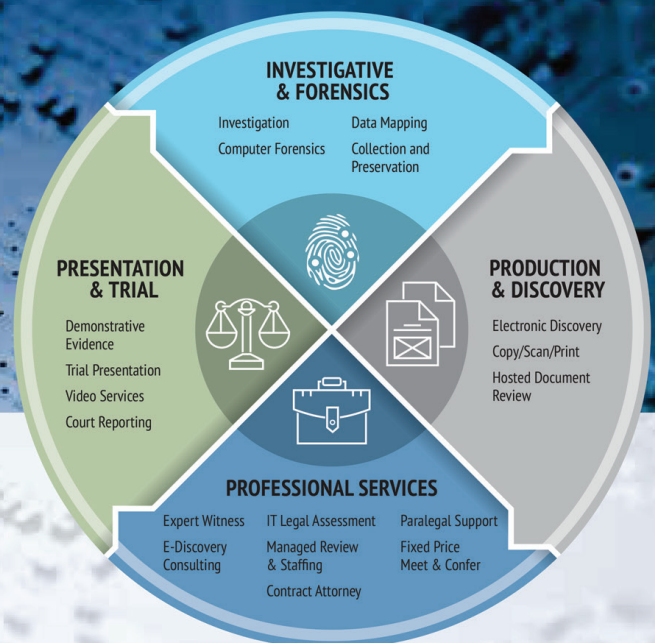 INVESTIGATIVE
& FORENSICS
Investigation
Computer Forensics
Data Mapping
Collection and
Preservation
PRESENTATION
& TRIAL
Demonstrative
Evidence
Trial Presentation
Video Services
Court Reporting
PRODUCTION
& DISCOVERY
Electronic Discovery
Copy/Scan/Print
Hosted Document
Review
PROFESSIONAL SERVICES
Expert Witness
E-Discovery
Consulting
IT Legal Assessment
Managed Review
& Staffing
Contract Attorney
Paralegal Support
Fixed Price
Meet & Confer